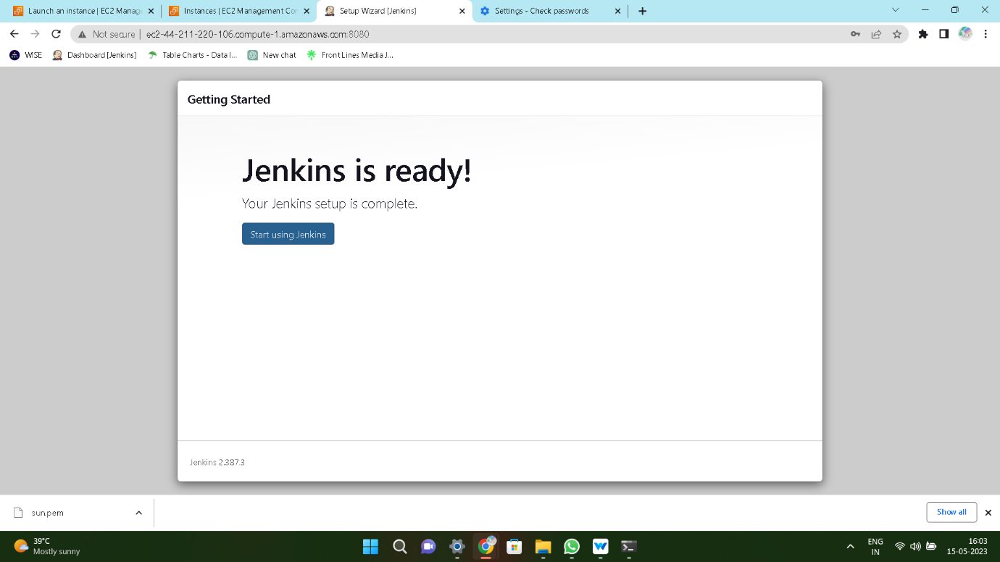 Launch an instance | EC2 Manag
Instances | EC2 Management Con
Setup Wizard [Jenkins]
Settings - Check passwords
Not secure | ec2-44-211-220-106.compute-1.amazonaws.com:8080
WISE
Dashboard [Jenkins]
Table Charts - Data I...
New chat
Front Lines Media J...
Getting Started
Jenkins is ready!
Your Jenkins setup is complete.
Start using Jenkins
Jenkins 2.387.3
sun.pem
Show all
39°C
Mostly sunny
ENG
IN
16:03
15-05-2023